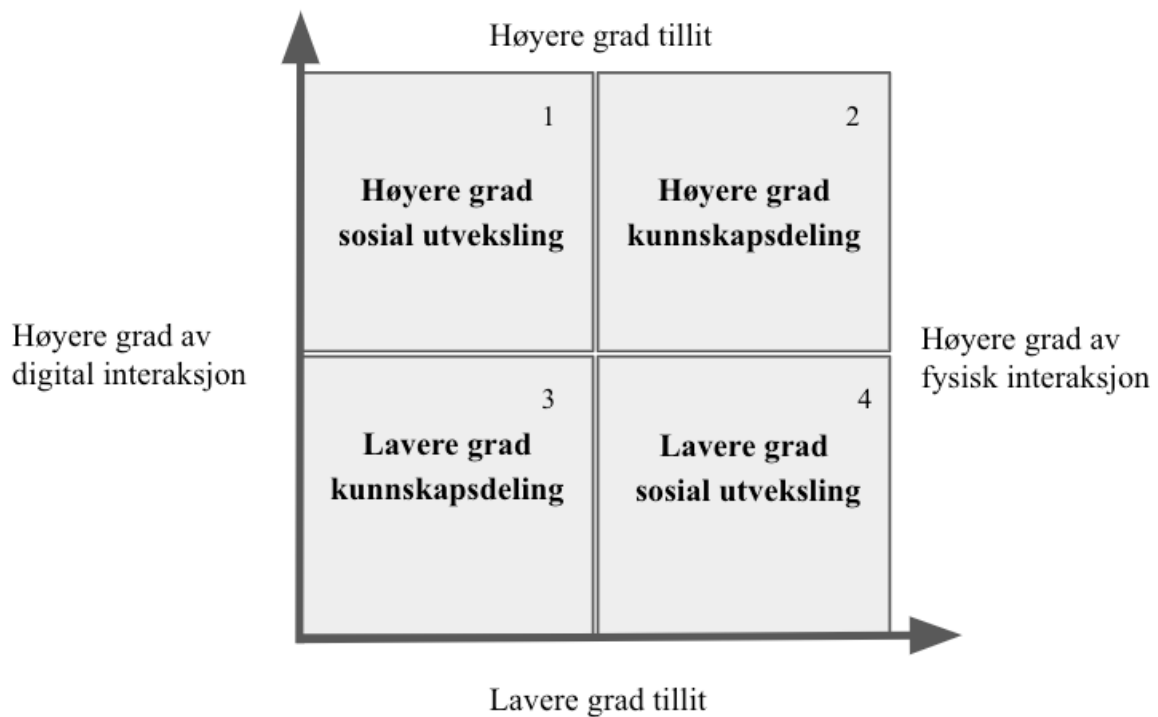 Høyere grad tillit
1
Høyere grad
sosial utveksling
2
Høyere grad
kunnskapsdeling
Høyere grad av
digital interaksjon
Høyere grad av
fysisk interaksjon
3
Lavere grad
kunnskapsdeling
4
Lavere grad
sosial utveksling
Lavere grad tillit